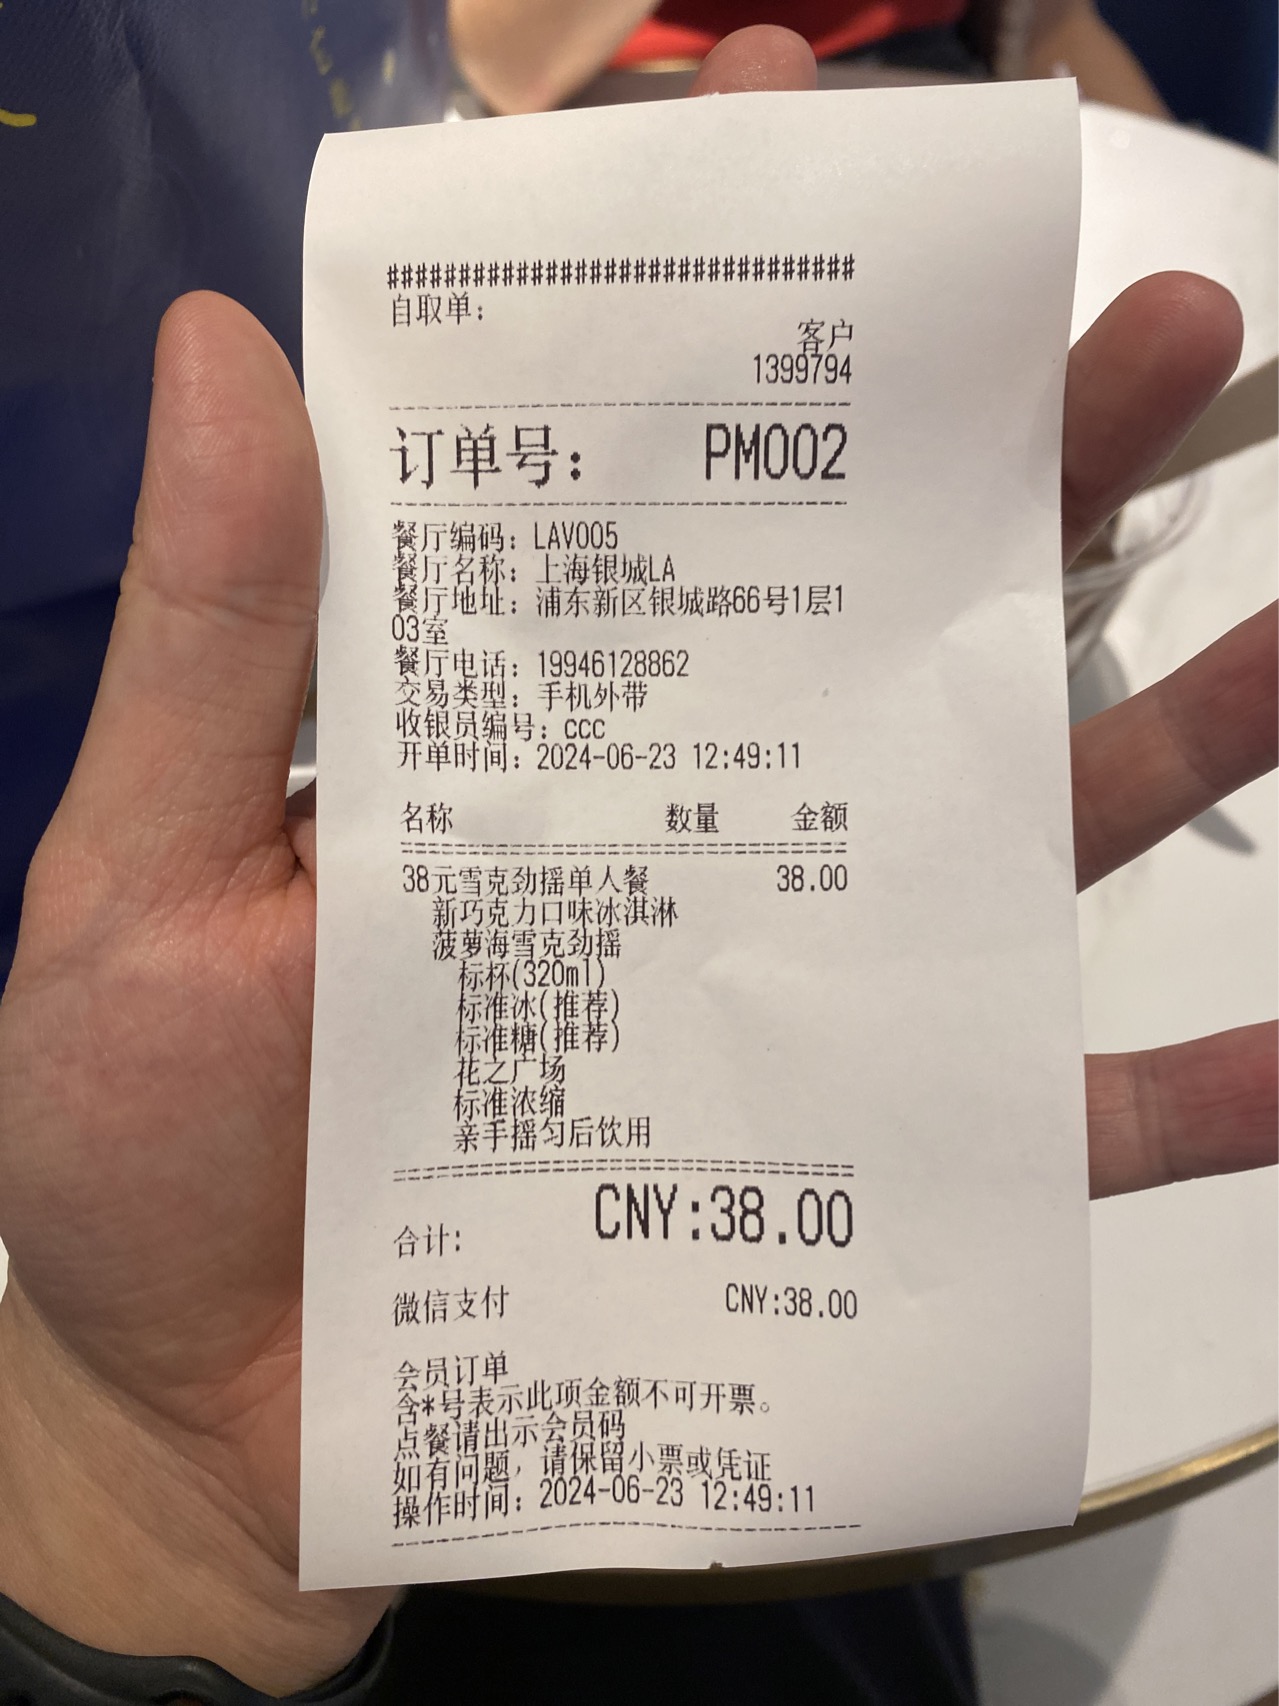 ################################
自取单：
客户
1399794
订单号： PM002
餐厅编码：LAV005
餐厅名称：上海银城LA
餐厅地址：浦东新区银城路66号1层1
03室
餐厅电话：19946128862
交易类型：手机外带
收银员编号：ccc
开单时间：2024-06-23 12:49:11
名称 数量 金额
38元雪克劲摇单人餐 38.00
新巧克力口味冰淇淋
菠萝海雪克劲摇
标杯(320ml)
标准冰(推荐)
标准糖(推荐)
花之广场
标准浓缩
亲手摇匀后饮用
合计: CNY:38.00
微信支付 CNY:38.00
会员订单
含*号表示此项金额不可开票。
点餐请出示会员码
如有问题，请保留小票或凭证
操作时间：2024-06-23 12:49:11